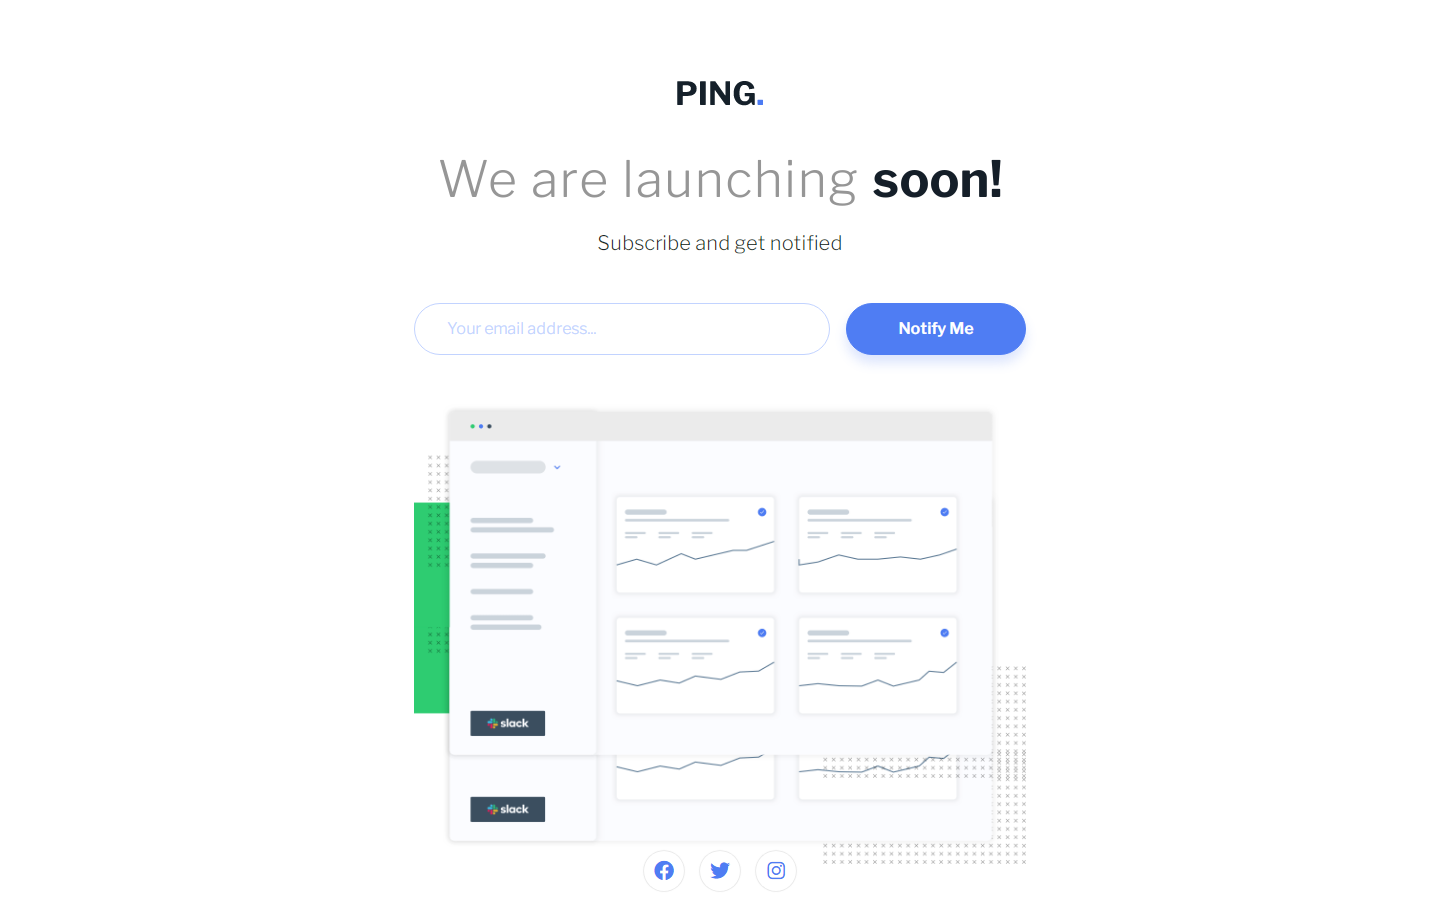 PING.
We are launching soon!
Subscribe and get notified
Your email address...
Notify Me
slack
slack